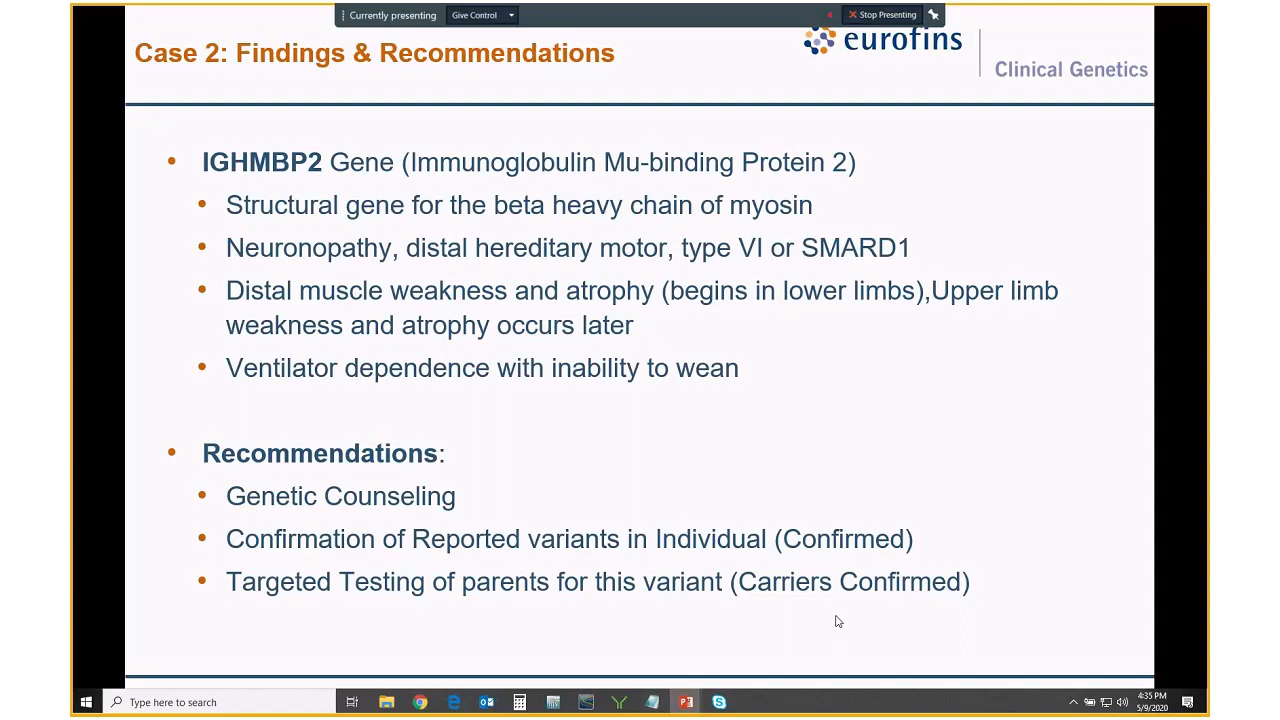 Currently presenting
Give Control
Stop Presenting
Case 2: Findings & Recommendations
eurofins
Clinical Genetics
• IGHMBP2 Gene (Immunoglobulin Mu-binding Protein 2)
• Structural gene for the beta heavy chain of myosin
• Neuronopathy, distal hereditary motor, type VI or SMARD1
• Distal muscle weakness and atrophy (begins in lower limbs),Upper limb
weakness and atrophy occurs later
• Ventilator dependence with inability to wean
• Recommendations:
• Genetic Counseling
• Confirmation of Reported variants in Individual (Confirmed)
• Targeted Testing of parents for this variant (Carriers Confirmed)
Type here to search
4:35 PM
5/9/2020